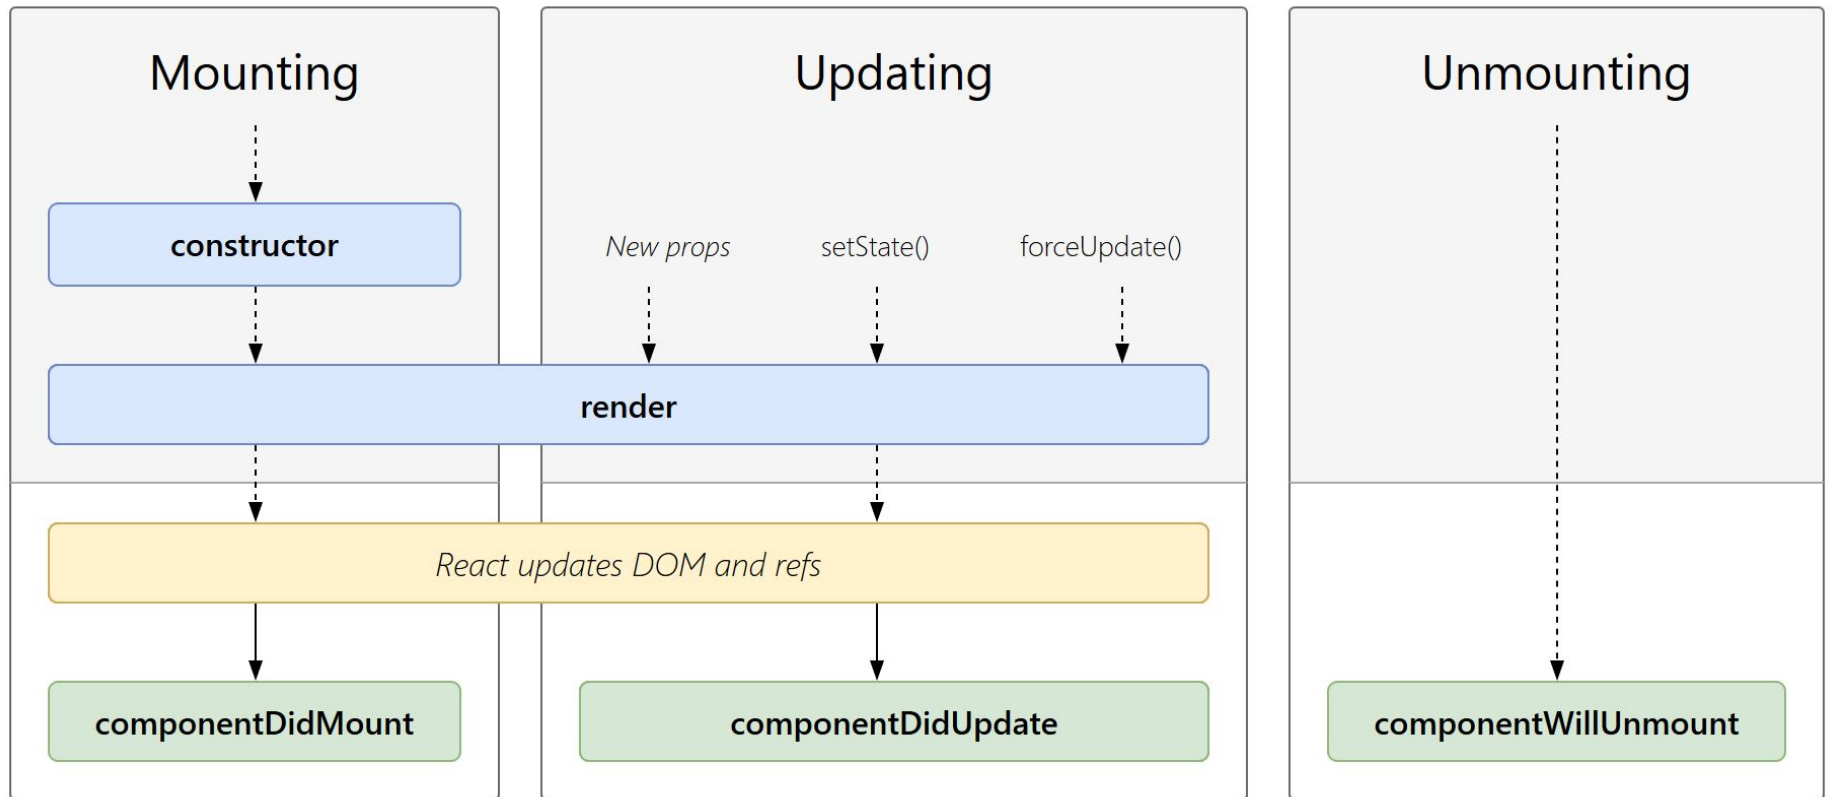 Mounting
Updating
Unmounting
constructor
New props
setState()
forceUpdate()
render
React updates DOM and refs
componentDidMount
componentDidUpdate
componentWillUnmount